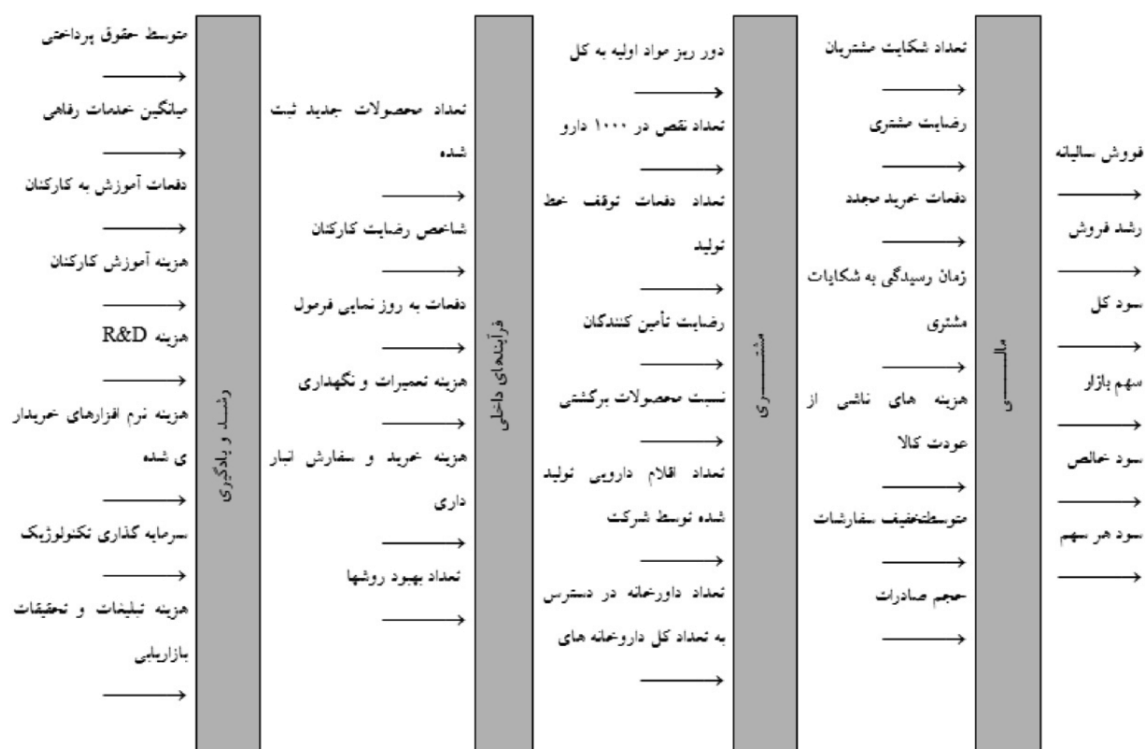 متوسط حقوق پرداختی
میانگین خدمات رفاهی
دفعات آموزش به کارکنان
هزینه آموزش کارکنان
هزینه R&D
هزینه نرم افزارهای خریدار
ی شده
سرمایه گذاری تکنولوژیک
هزینه تبلیغات و تحقیقات
بازاریابی
رشد و یادگیری
تعداد محصولات جدید ثبت
شده
شاخص رضایت کارکنان
دفعات به روز نمایی فرمول
هزینه تعمیرات و نگهداری
هزینه خرید و سفارش انبار
داری
تعداد بهبود روشها
فرآیندهای داخلی
دور ریز مواد اولیه به کل
تعداد نقص در ۱۰۰۰ دارو
تعداد دفعات توقف خط
تولید
رضایت تأمین کنندگان
نسبت محصولات برگشتی
تعداد اقلام دارویی تولید
شده توسط شرکت
تعداد داورخانه در دسترس
به تعداد کل داروخانه های
مشتـــــری
تعداد شکایت مشتریان
رضایت مشتری
دفعات خرید مجدد
زمان رسیدگی به شکایات
مشتری
هزینه های ناشی از
عودت کالا
متوسطتخفیف سفارشات
حجم صادرات
مالـــــی
فروش سالیانه
رشد فروش
سود کل
سهم بازار
سود خالص
سود هر سهم